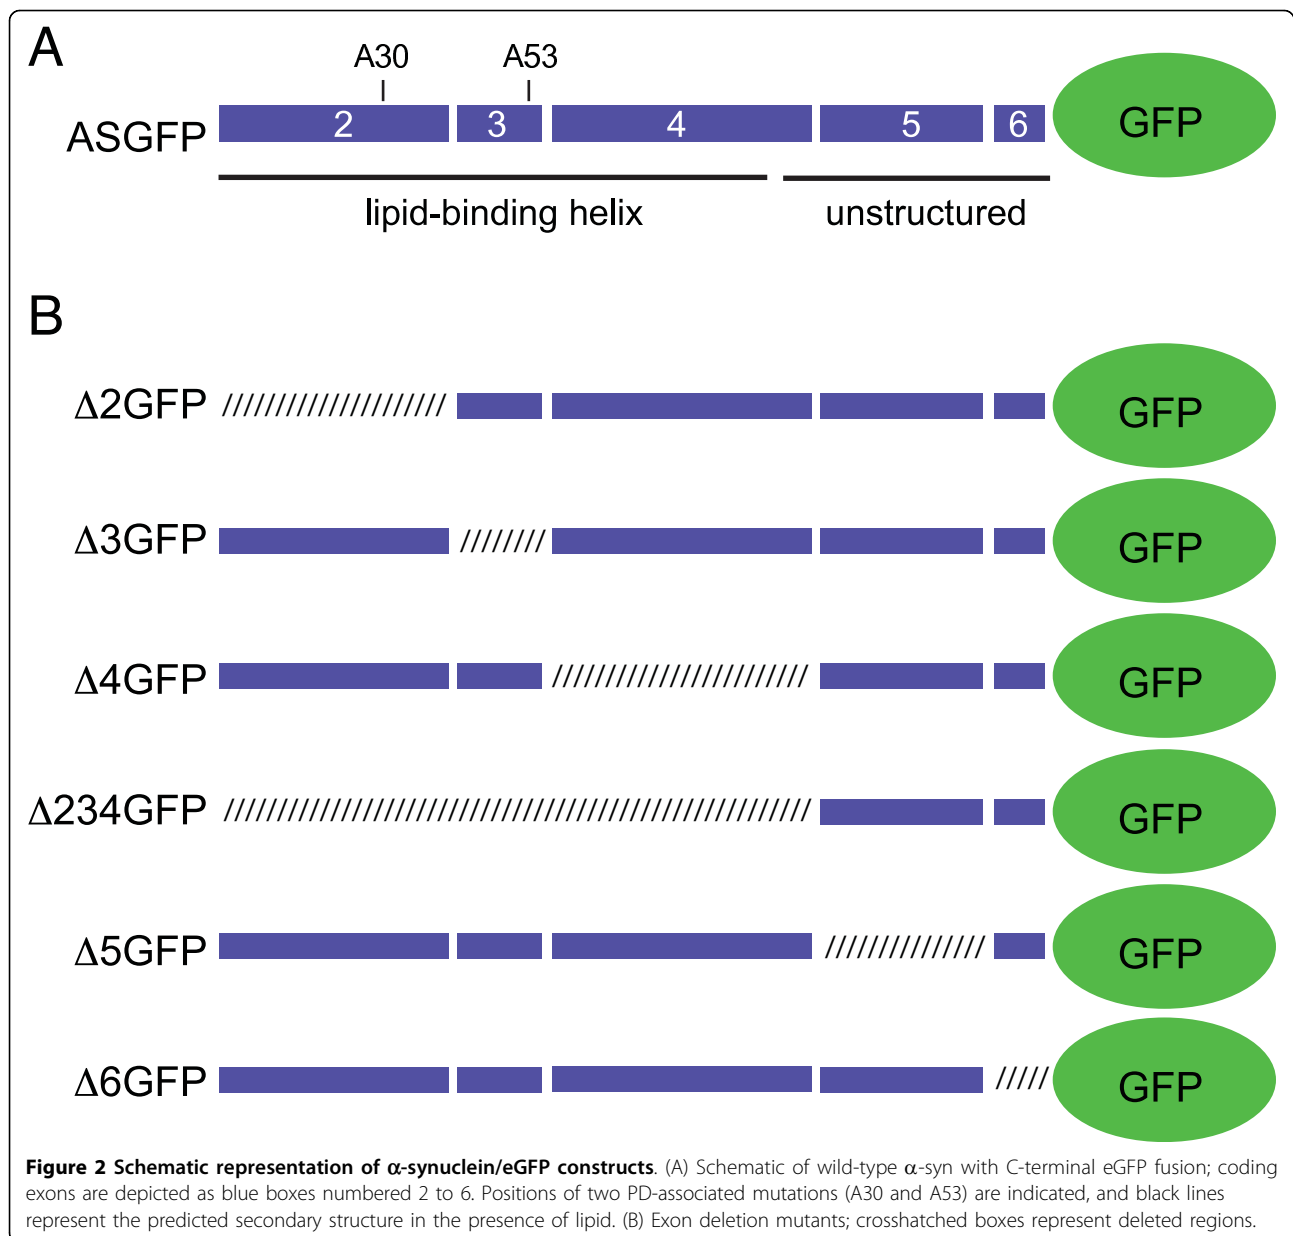 A
A30 A53
ASGFP 2 3 4 5 6 GFP
lipid-binding helix unstructured
B
Δ2GFP GFP
Δ3GFP GFP
Δ4GFP GFP
Δ234GFP GFP
Δ5GFP GFP
Δ6GFP GFP
Figure 2 Schematic representation of α-synuclein/eGFP constructs. (A) Schematic of wild-type α-syn with C-terminal eGFP fusion; coding
exons are depicted as blue boxes numbered 2 to 6. Positions of two PD-associated mutations (A30 and A53) are indicated, and black lines
represent the predicted secondary structure in the presence of lipid. (B) Exon deletion mutants; crosshatched boxes represent deleted regions.